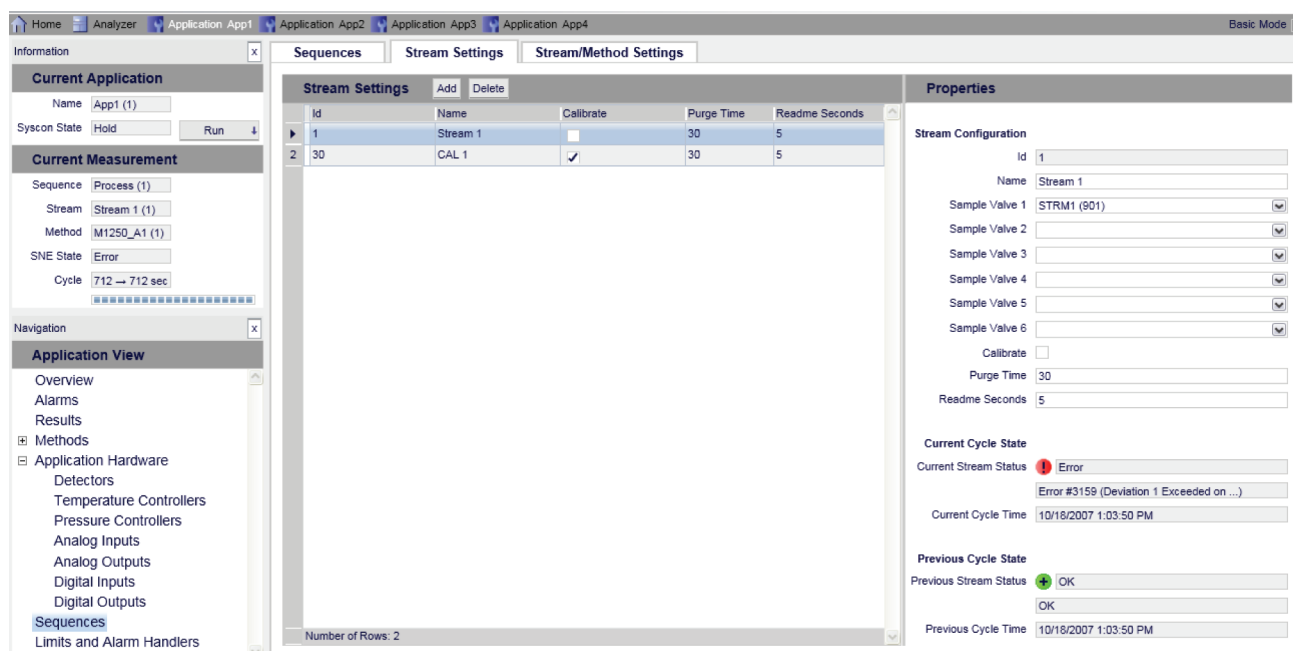 Home Analyzer Application App1 Application App2 Application App3 Application App4 Basic Mode
Information x
Current Application
Name App1 (1)
Syscon State Hold Run ↓
Current Measurement
Sequence Process (1)
Stream Stream 1 (1)
Method M1250_A1 (1)
SNE State Error
Cycle 712 → 712 sec
Navigation x
Application View
Overview
Alarms
Results
Methods
Application Hardware
Detectors
Temperature Controllers
Pressure Controllers
Analog Inputs
Analog Outputs
Digital Inputs
Digital Outputs
Sequences
Limits and Alarm Handlers
Sequences Stream Settings Stream/Method Settings
Stream Settings Add Delete
Id Name Calibrate Purge Time Readme Seconds
1 Stream 1 30 5
2 30 CAL 1 30 5
Number of Rows: 2
Properties
Stream Configuration
Id 1
Name Stream 1
Sample Valve 1 STRM1 (901)
Sample Valve 2
Sample Valve 3
Sample Valve 4
Sample Valve 5
Sample Valve 6
Calibrate
Purge Time 30
Readme Seconds 5
Current Cycle State
Current Stream Status Error
Error #3159 (Deviation 1 Exceeded on ...)
Current Cycle Time 10/18/2007 1:03:50 PM
Previous Cycle State
Previous Stream Status OK
OK
Previous Cycle Time 10/18/2007 1:03:50 PM